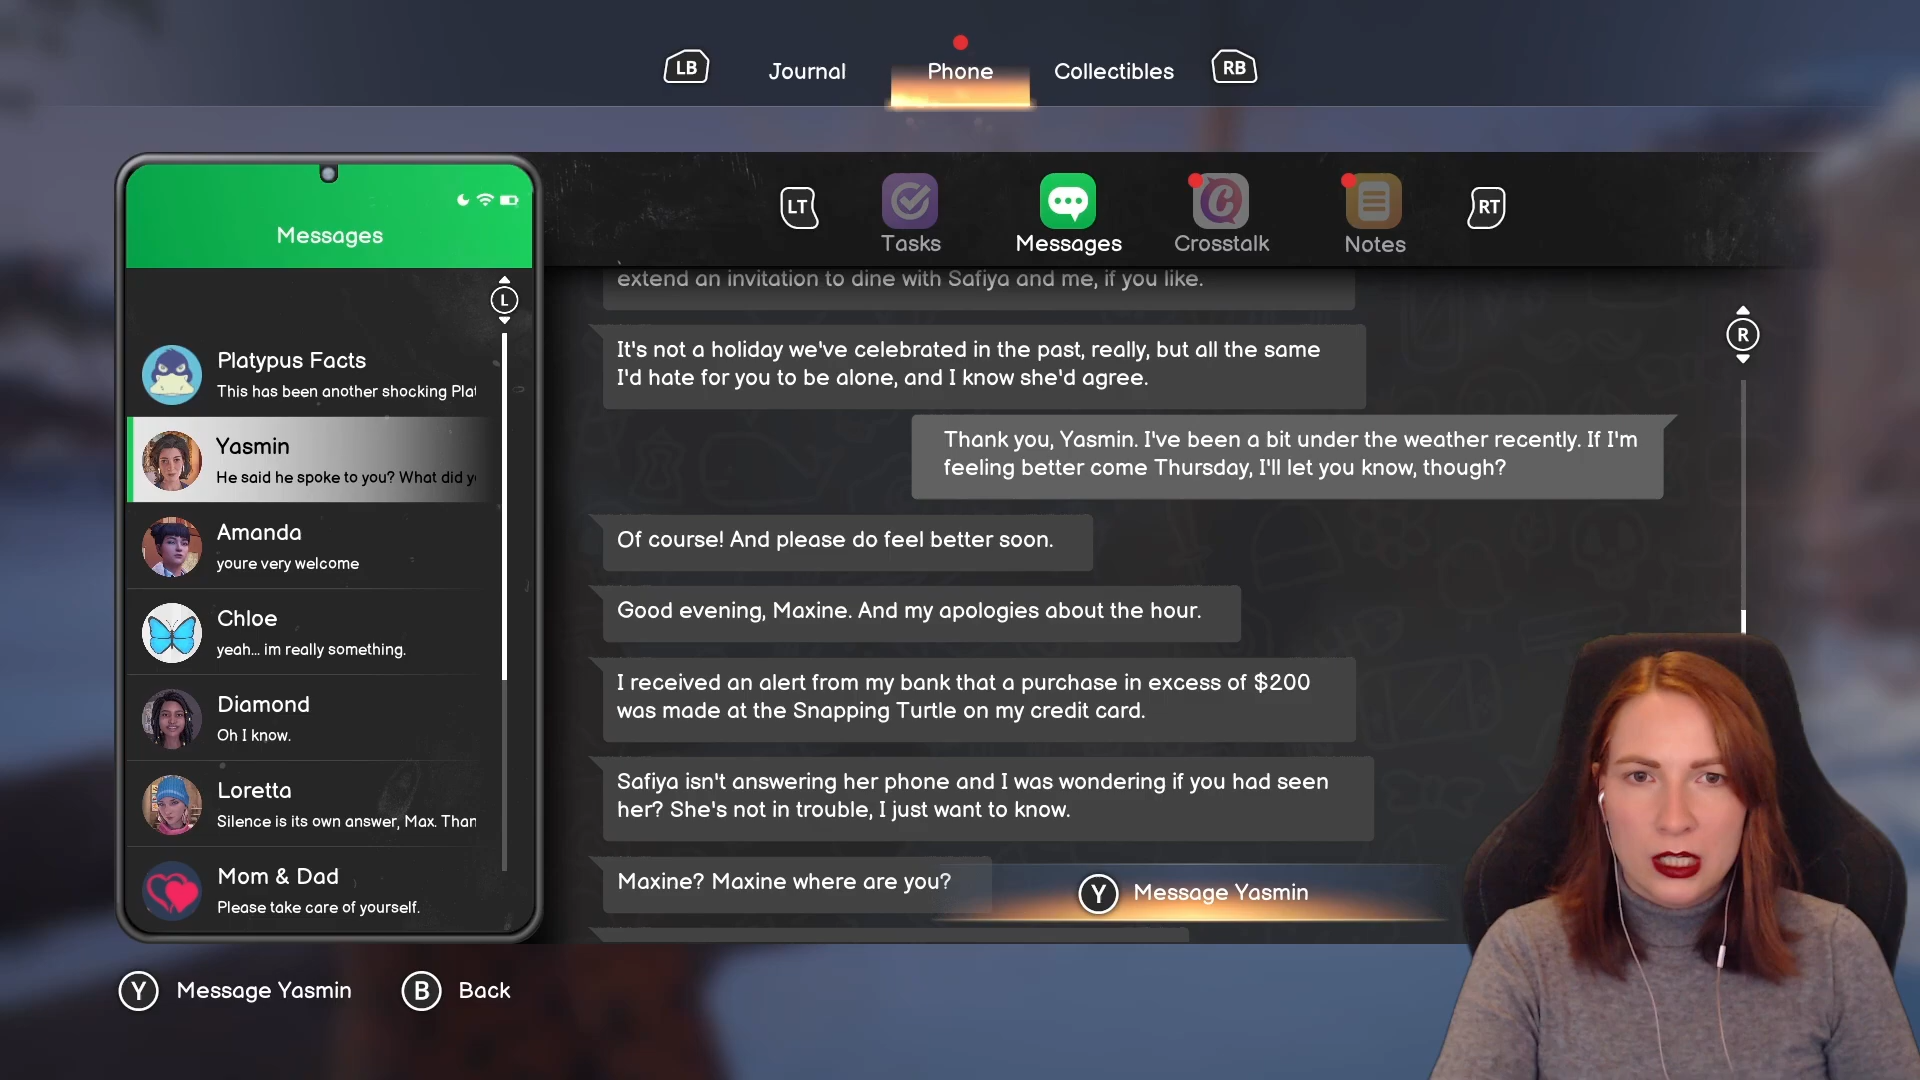 LB
Journal
Phone
Collectibles
RB
Messages
L
Platypus Facts
This has been another shocking Plat
Yasmin
He said he spoke to you? What did y
Amanda
youre very welcome
Chloe
yeah... im really something.
Diamond
Oh I know.
Loretta
Silence is its own answer, Max. Than
Mom & Dad
Please take care of yourself.
LT
Tasks
Messages
Crosstalk
Notes
RT
extend an invitation to dine with Safiya and me, if you like.
It's not a holiday we've celebrated in the past, really, but all the same
I'd hate for you to be alone, and I know she'd agree.
Thank you, Yasmin. I've been a bit under the weather recently. If I'm
feeling better come Thursday, I'll let you know, though?
Of course! And please do feel better soon.
Good evening, Maxine. And my apologies about the hour.
I received an alert from my bank that a purchase in excess of $200
was made at the Snapping Turtle on my credit card.
Safiya isn't answering her phone and I was wondering if you had seen
her? She's not in trouble, I just want to know.
Maxine? Maxine where are you?
Y Message Yasmin
R
Y Message Yasmin
B Back